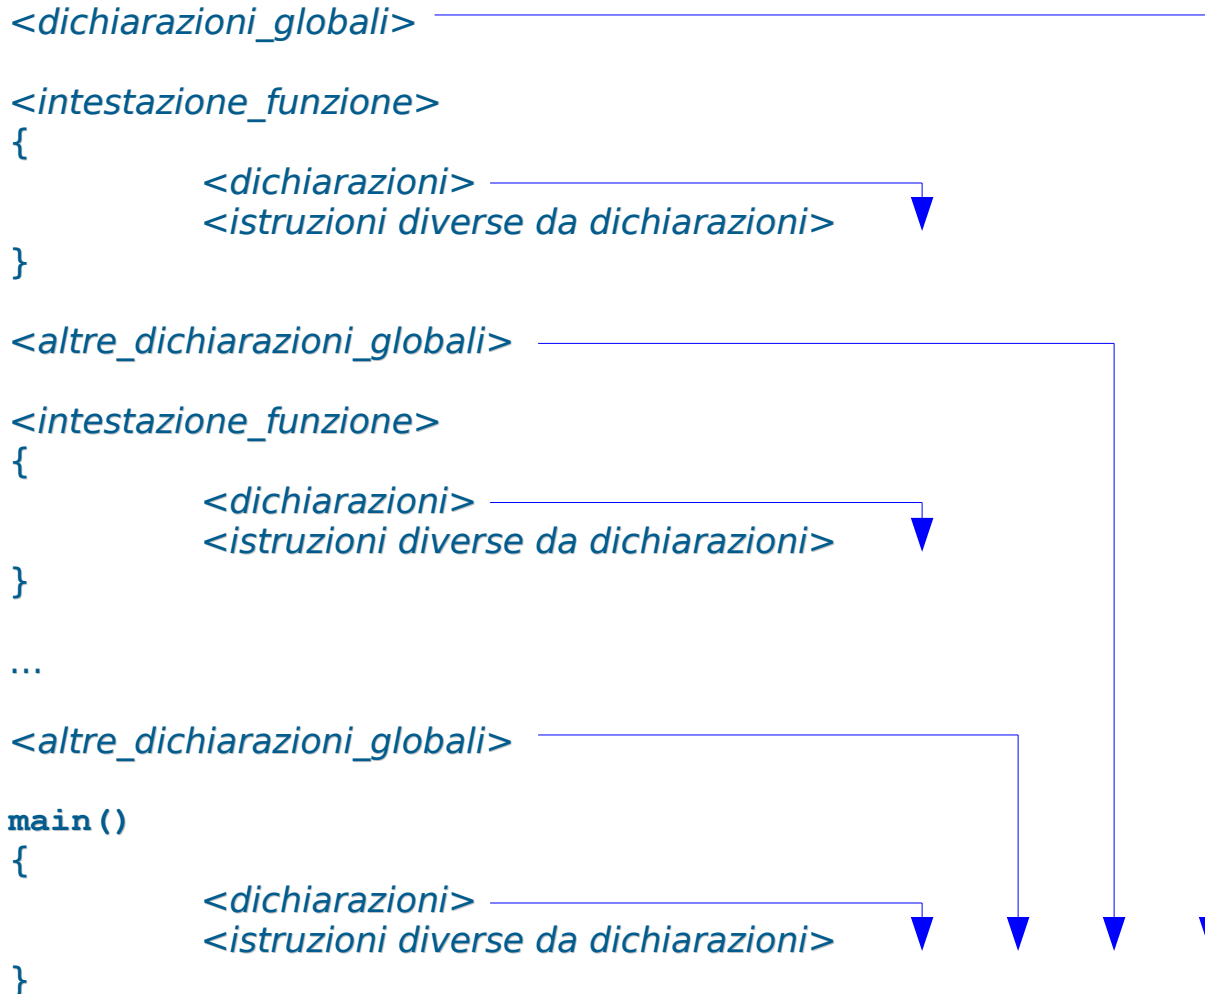 <dichiarazioni_globali>
<intestazione_funzione>
{
<dichiarazioni>
<istruzioni diverse da dichiarazioni>
}
<altre_dichiarazioni_globali>
<intestazione_funzione>
{
<dichiarazioni>
<istruzioni diverse da dichiarazioni>
}
...
<altre_dichiarazioni_globali>
main()
{
<dichiarazioni>
<istruzioni diverse da dichiarazioni>
}